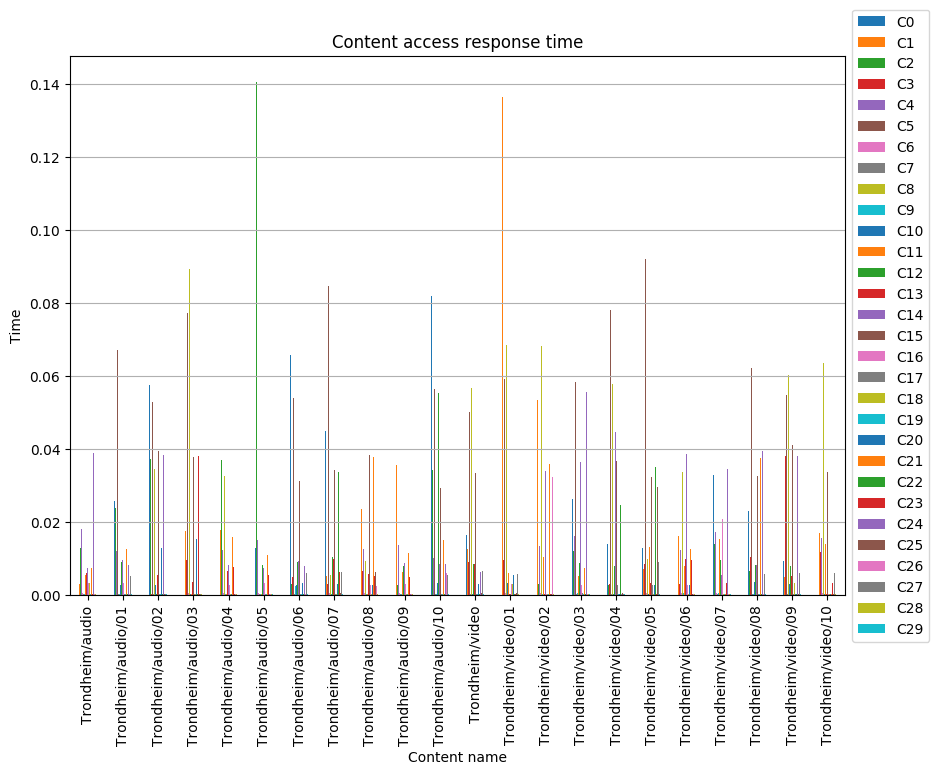 Content access response time
Time
0.14
0.12
0.10
0.08
0.06
0.04
0.02
0.00
Trondheim/audio
Trondheim/audio/01
Trondheim/audio/02
Trondheim/audio/03
Trondheim/audio/04
Trondheim/audio/05
Trondheim/audio/06
Trondheim/audio/07
Trondheim/audio/08
Trondheim/audio/09
Trondheim/audio/10
Trondheim/video
Trondheim/video/01
Trondheim/video/02
Trondheim/video/03
Trondheim/video/04
Trondheim/video/05
Trondheim/video/06
Trondheim/video/07
Trondheim/video/08
Trondheim/video/09
Trondheim/video/10
Content name
C0
C1
C2
C3
C4
C5
C6
C7
C8
C9
C10
C11
C12
C13
C14
C15
C16
C17
C18
C19
C20
C21
C22
C23
C24
C25
C26
C27
C28
C29